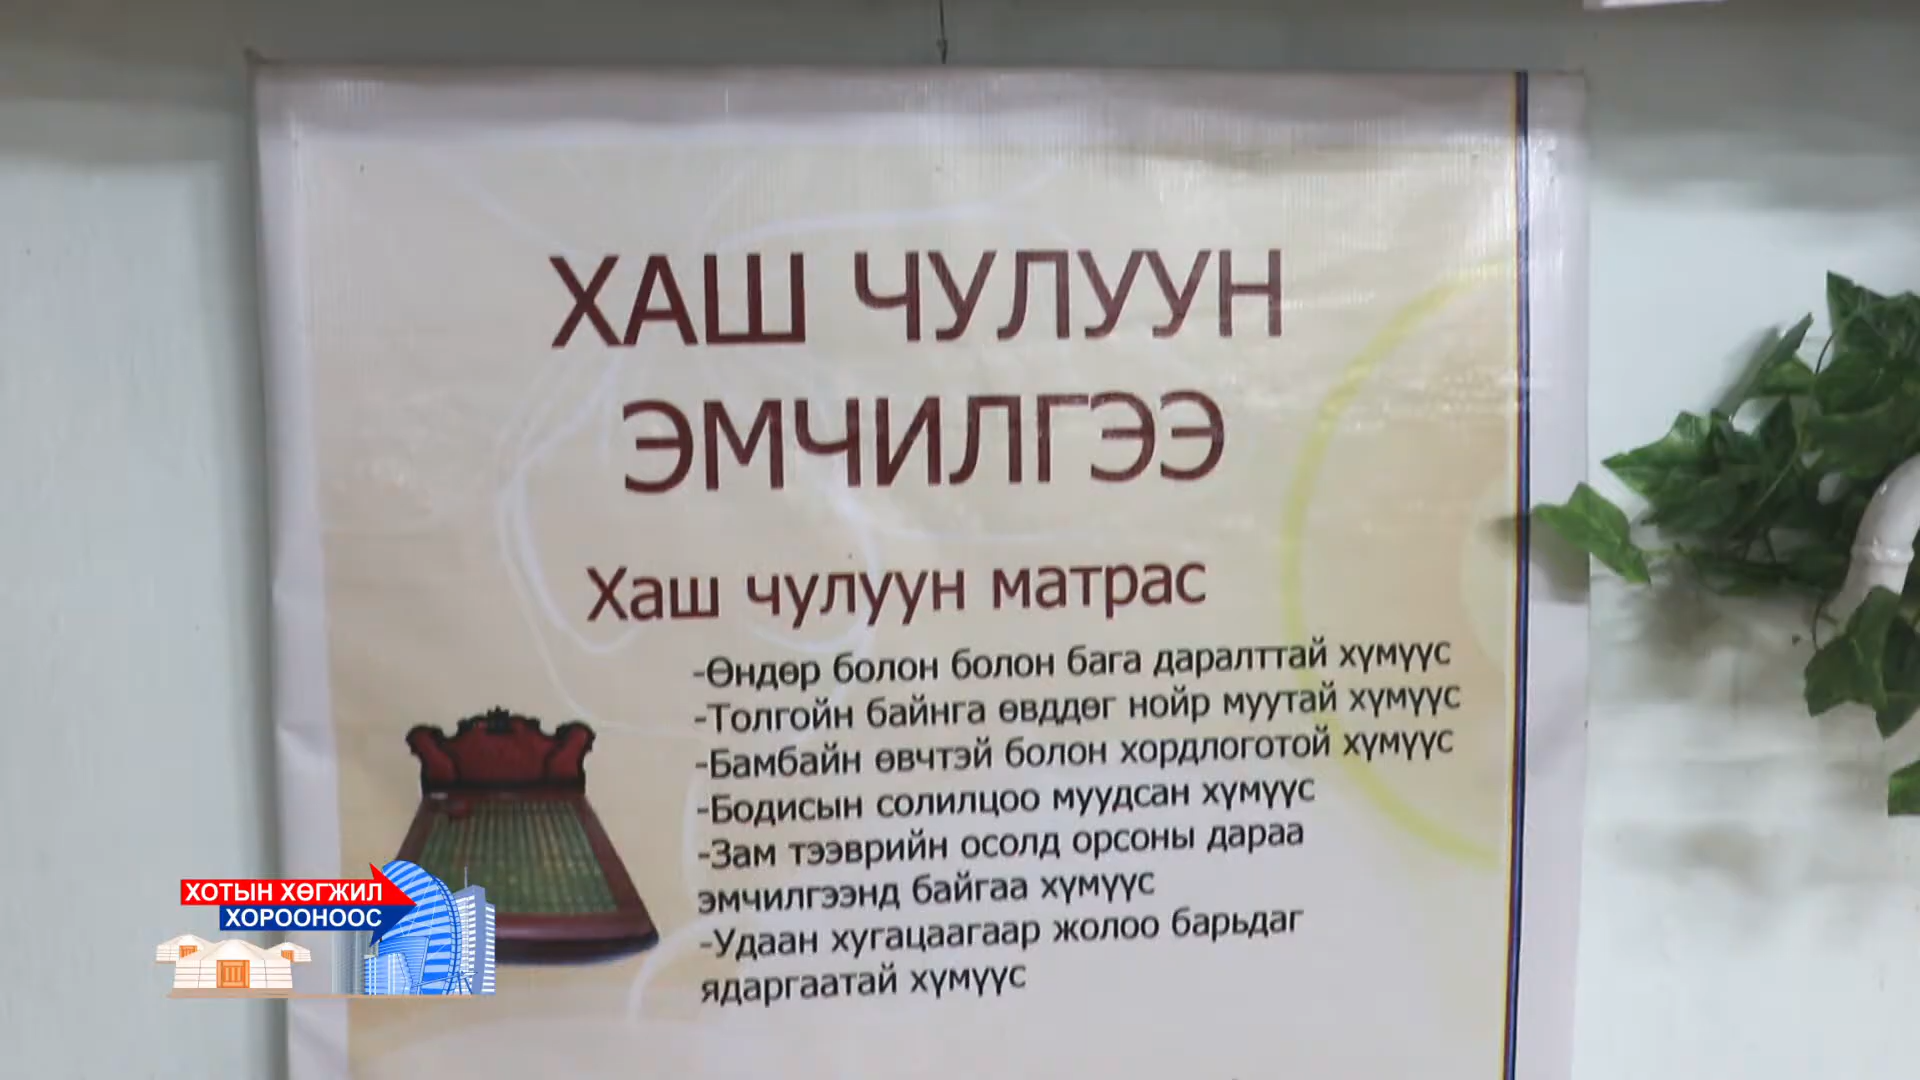 ХАШ ЧУЛУУН
ЭМЧИЛГЭЭ
Хаш чулуун матрас
-Өндөр болон болон бага даралттай хүмүүс
-Толгойн байнга өвддөг нойр муутай хүмүүс
-Бамбайн өвчтэй болон хордлоготой хүмүүс
-Бодисын солилцоо муудсан хүмүүс
-Зам тээврийн осолд орсоны дараа
эмчилгээнд байгаа хүмүүс
-Удаан хугацаагаар жолоо барьдаг
ядаргаатай хүмүүс
ХОТЫН ХӨГЖИЛ
ХОРООНООС